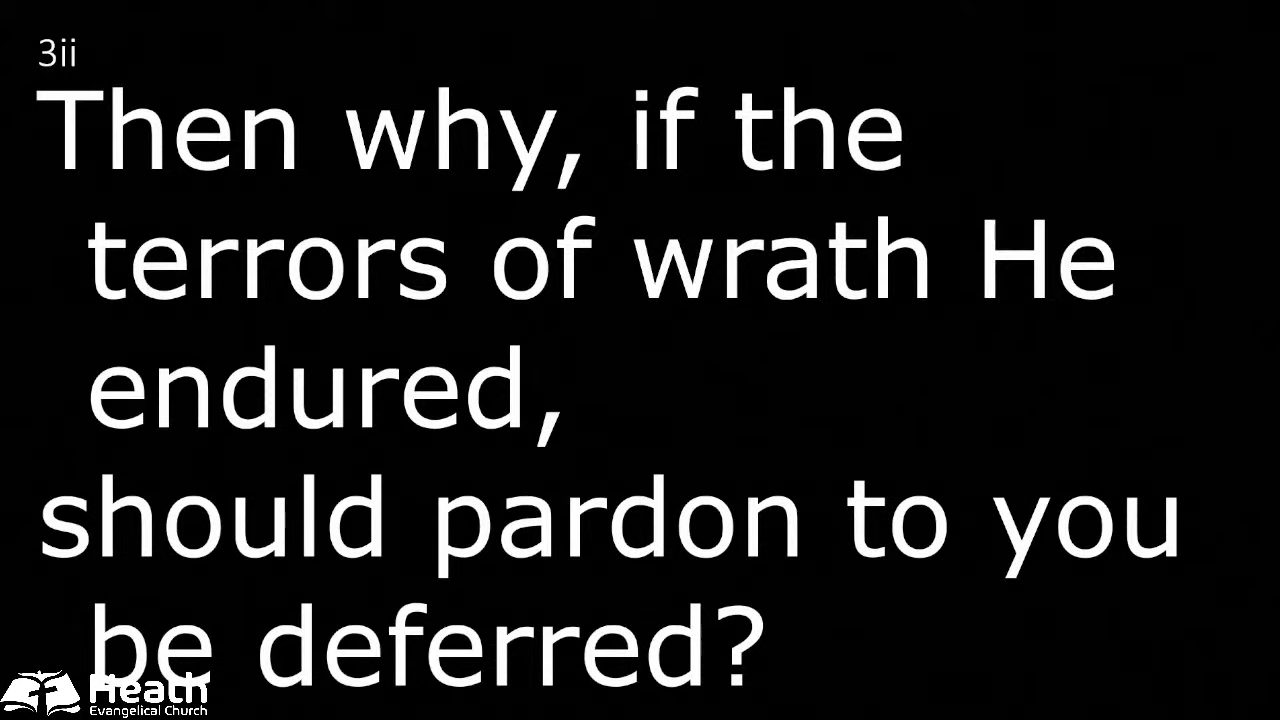 3ii
Then why, if the
terrors of wrath He
endured,
should pardon to you
be deferred?
Heath
Evangelical Church